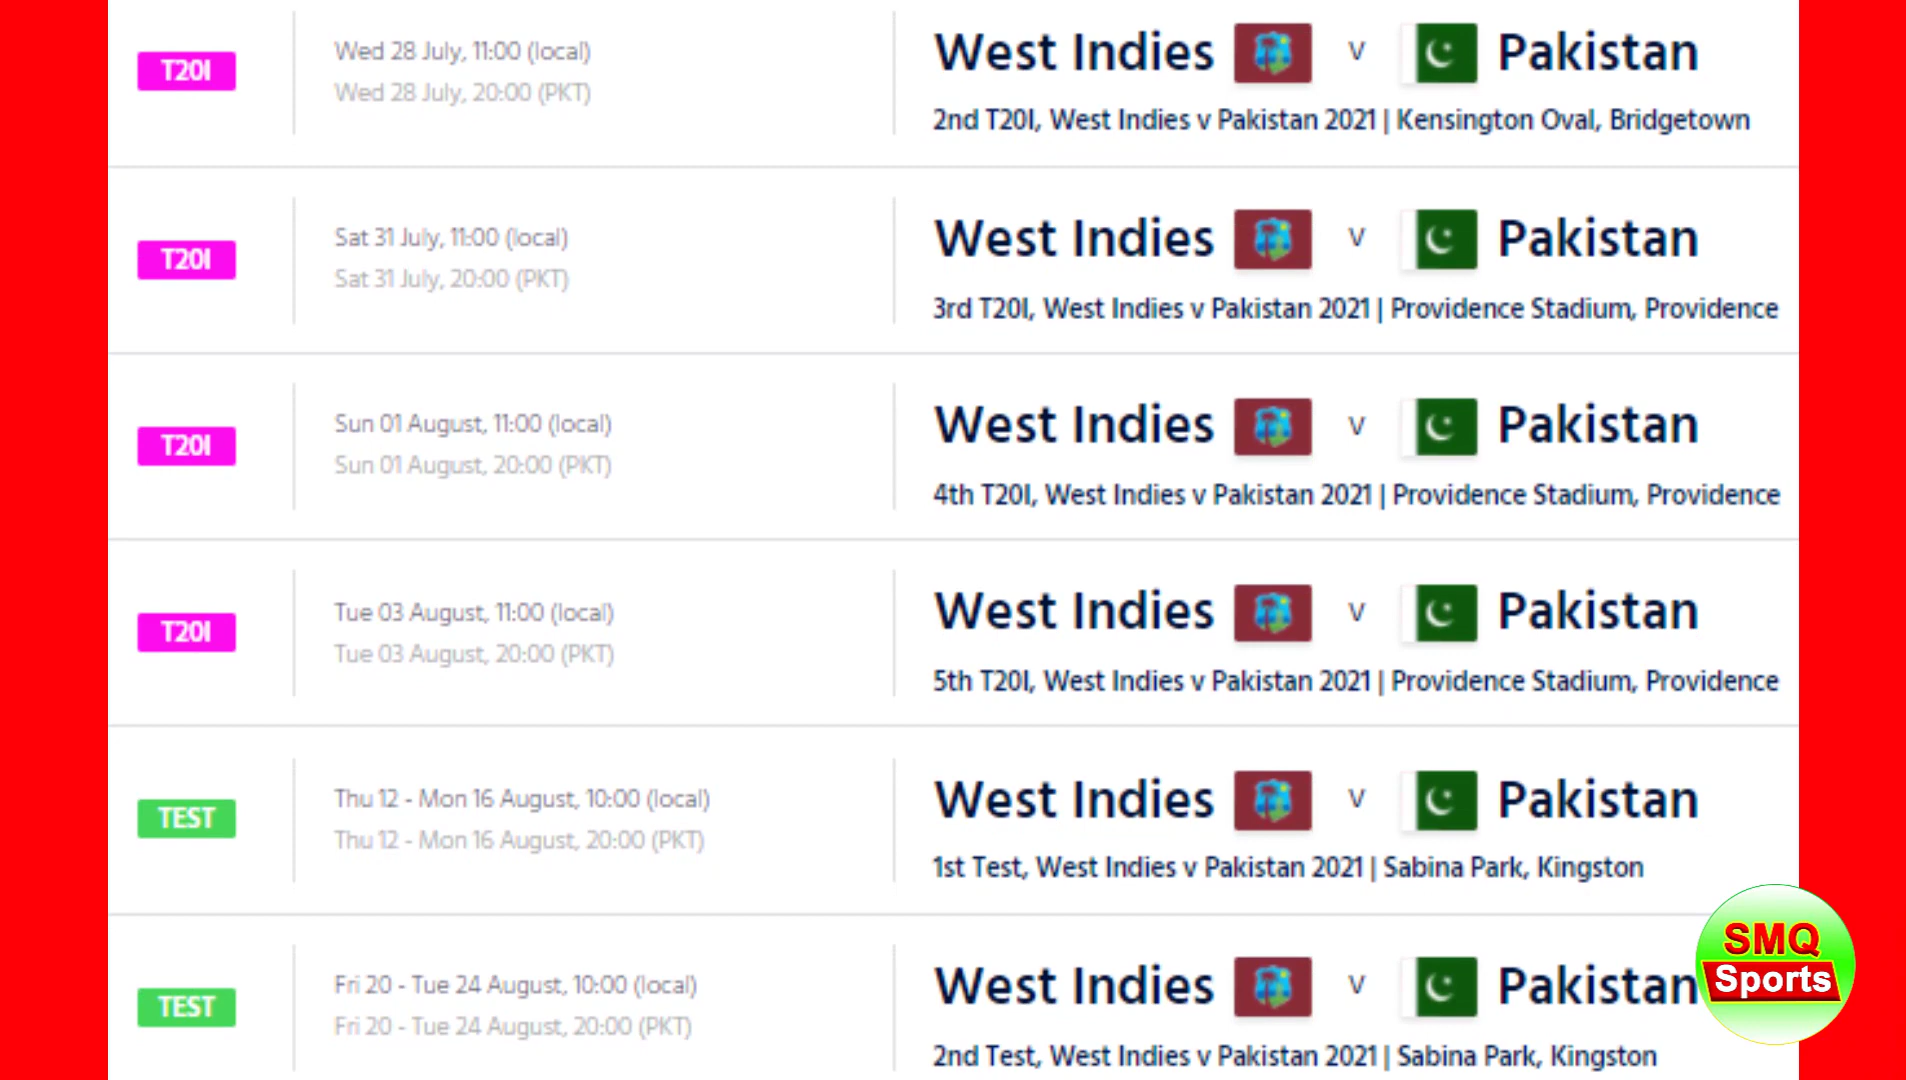 T20I
Wed 28 July, 11:00 (local)
Wed 28 July, 20:00 (PKT)
West Indies v Pakistan
2nd T20I, West Indies v Pakistan 2021 | Kensington Oval, Bridgetown
T20I
Sat 31 July, 11:00 (local)
Sat 31 July, 20:00 (PKT)
West Indies v Pakistan
3rd T20I, West Indies v Pakistan 2021 | Providence Stadium, Providence
T20I
Sun 01 August, 11:00 (local)
Sun 01 August, 20:00 (PKT)
West Indies v Pakistan
4th T20I, West Indies v Pakistan 2021 | Providence Stadium, Providence
T20I
Tue 03 August, 11:00 (local)
Tue 03 August, 20:00 (PKT)
West Indies v Pakistan
5th T20I, West Indies v Pakistan 2021 | Providence Stadium, Providence
TEST
Thu 12 - Mon 16 August, 10:00 (local)
Thu 12 - Mon 16 August, 20:00 (PKT)
West Indies v Pakistan
1st Test, West Indies v Pakistan 2021 | Sabina Park, Kingston
TEST
Fri 20 - Tue 24 August, 10:00 (local)
Fri 20 - Tue 24 August, 20:00 (PKT)
West Indies v Pakistan
2nd Test, West Indies v Pakistan 2021 | Sabina Park, Kingston
SMQ
Sports